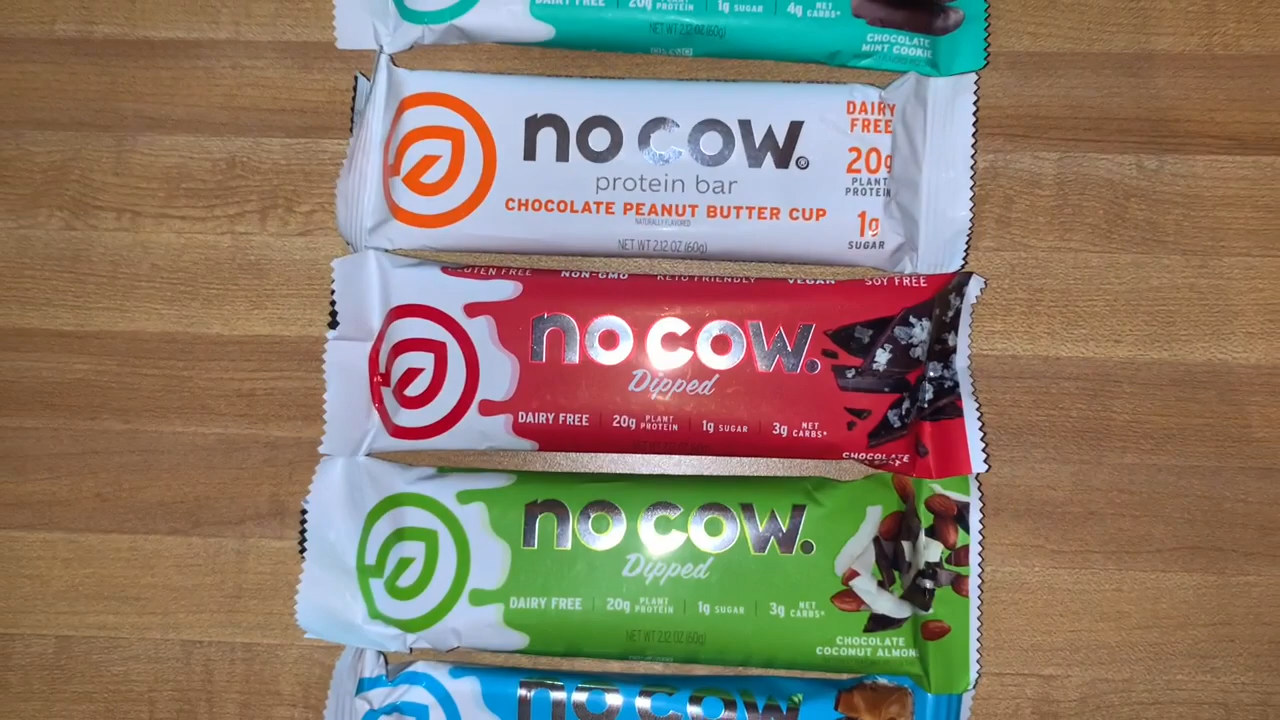 DAIRY FREE 20g PLANT PROTEIN 1g SUGAR 4g NET CARBS*
NET WT 2.12 OZ (60g)
CHOCOLATE
MINT COOKIE
no cow.®
protein bar
CHOCOLATE PEANUT BUTTER CUP
NATURALLY FLAVORED
NET WT 2.12 OZ (60g)
DAIRY
FREE
20g
PLANT
PROTEIN
1g
SUGAR
GLUTEN FREE NON-GMO KETO FRIENDLY VEGAN SOY FREE
no cow.
Dipped
DAIRY FREE 20g PLANT PROTEIN 1g SUGAR 3g NET CARBS*
CHOCOLATE
no cow.
Dipped
DAIRY FREE 20g PLANT PROTEIN 1g SUGAR 3g NET CARBS*
NET WT 2.12 OZ (60g)
CHOCOLATE
COCONUT ALMOND
no cow